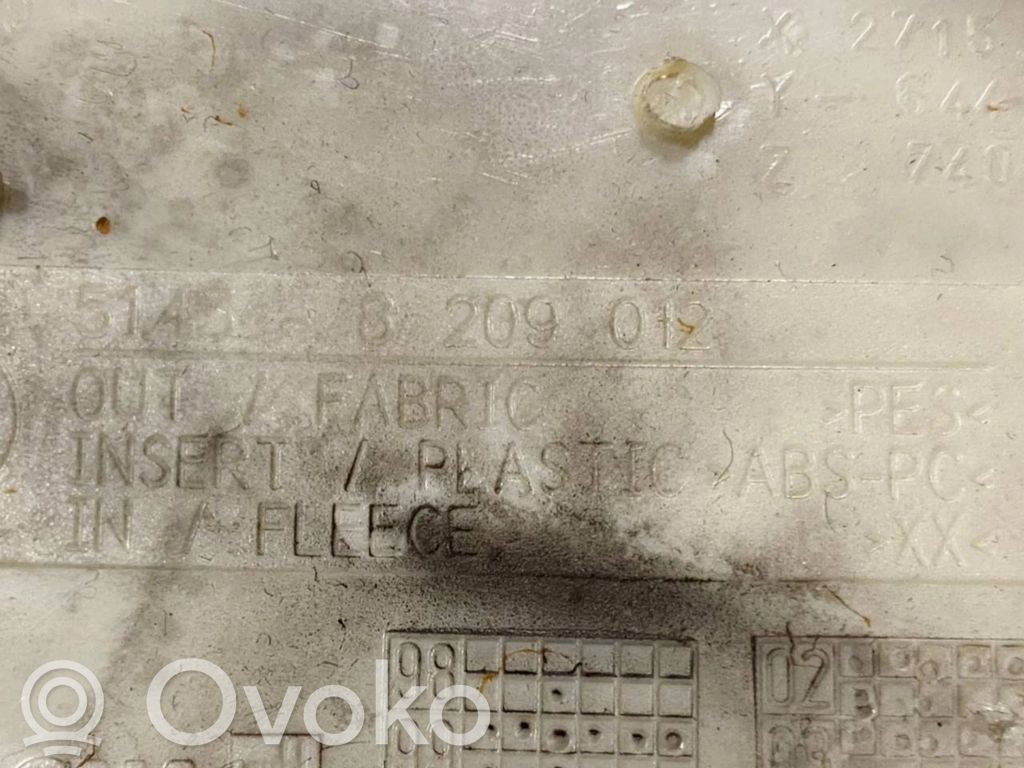 X 2715
Y - 644
Z 740
5145 - 8 209 012
OUT / FABRIC >PES<
INSERT / PLASTIC >ABS-PC<
IN / FLEECE >XX<
98 02
Ovoko